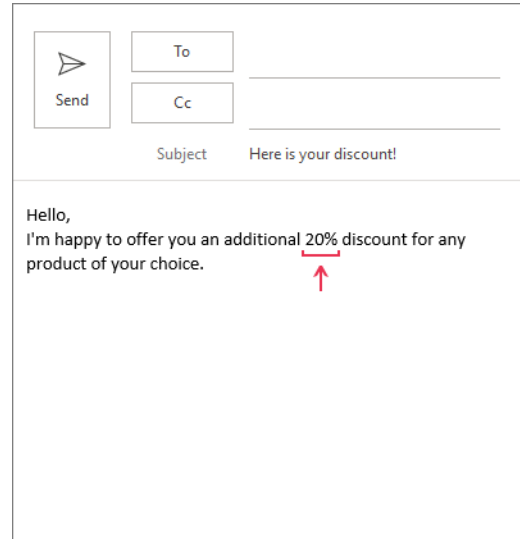 To
Send
Cc
Subject Here is your discount!
Hello,
I'm happy to offer you an additional 20% discount for any
product of your choice.